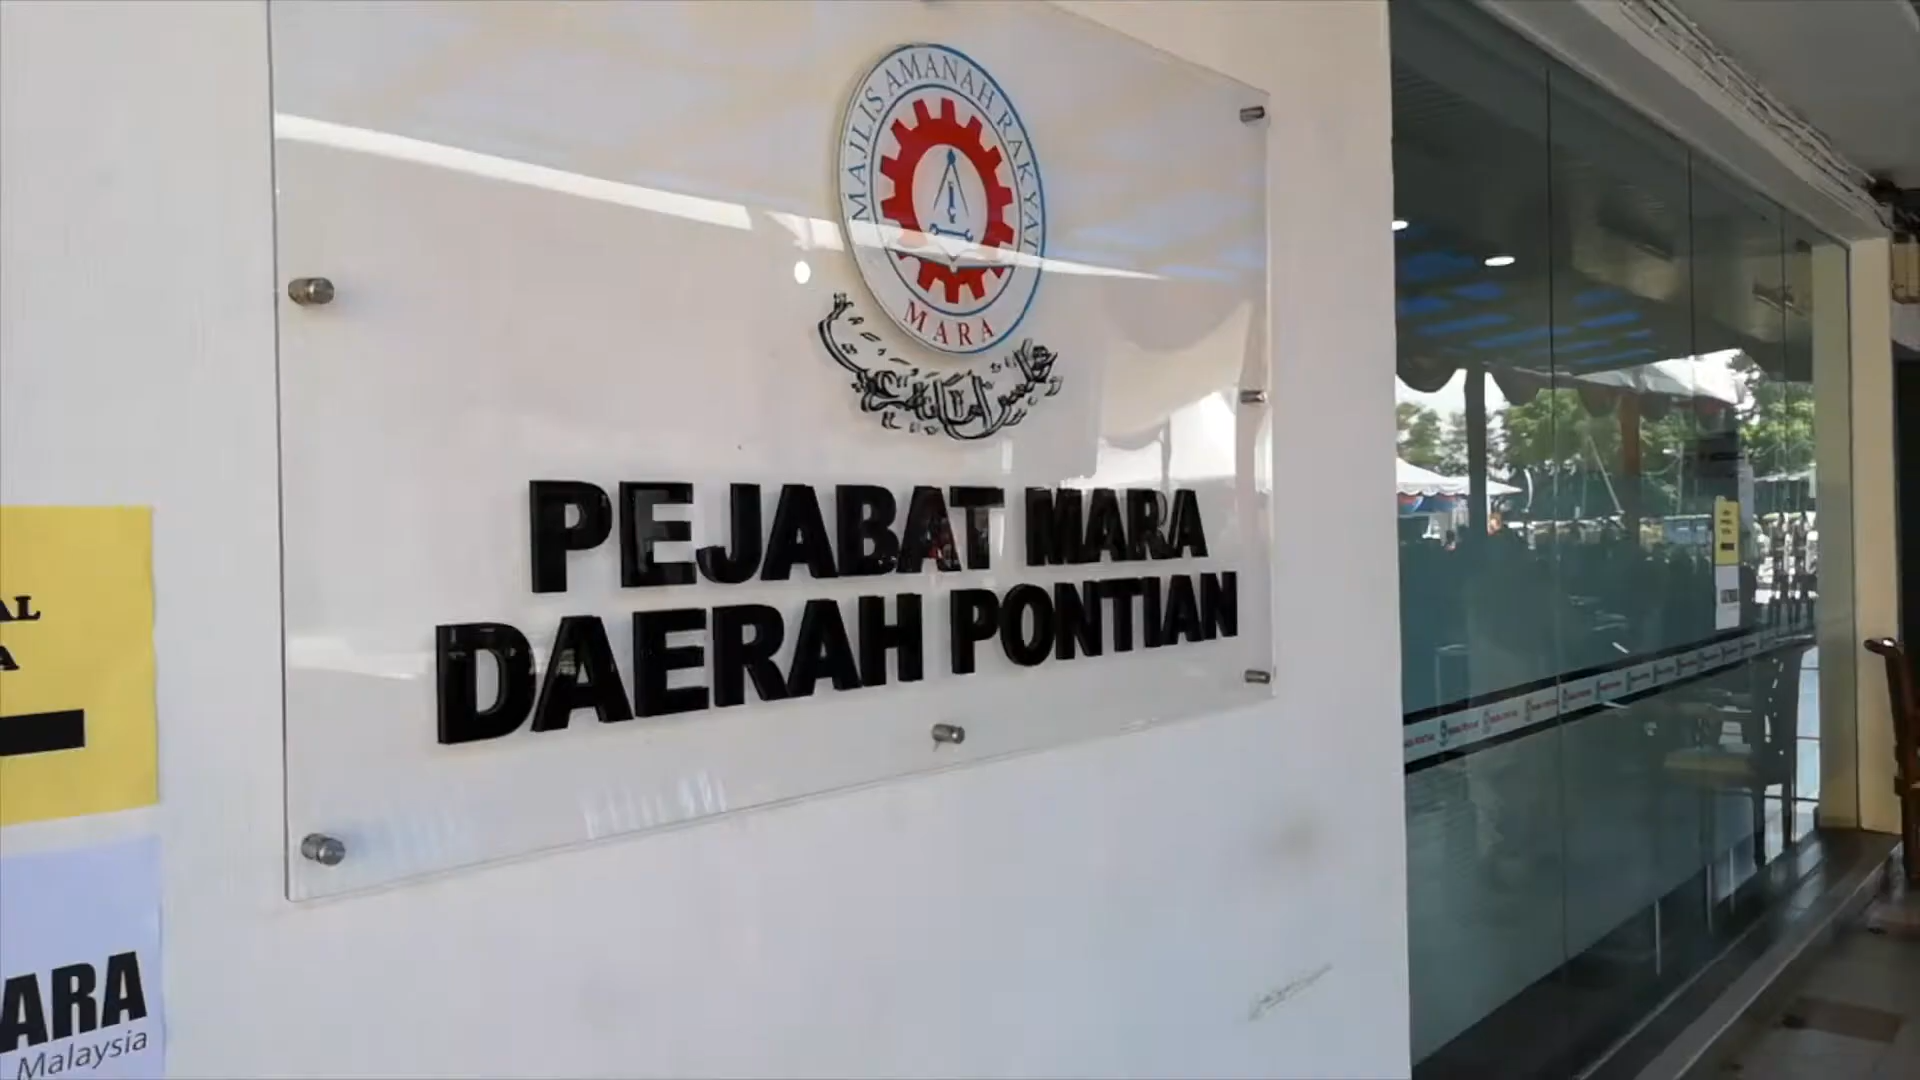 MAJLIS AMANAH RAKYAT
MARA
PEJABAT MARA
DAERAH PONTIAN
AL
A
ARA
Malaysia